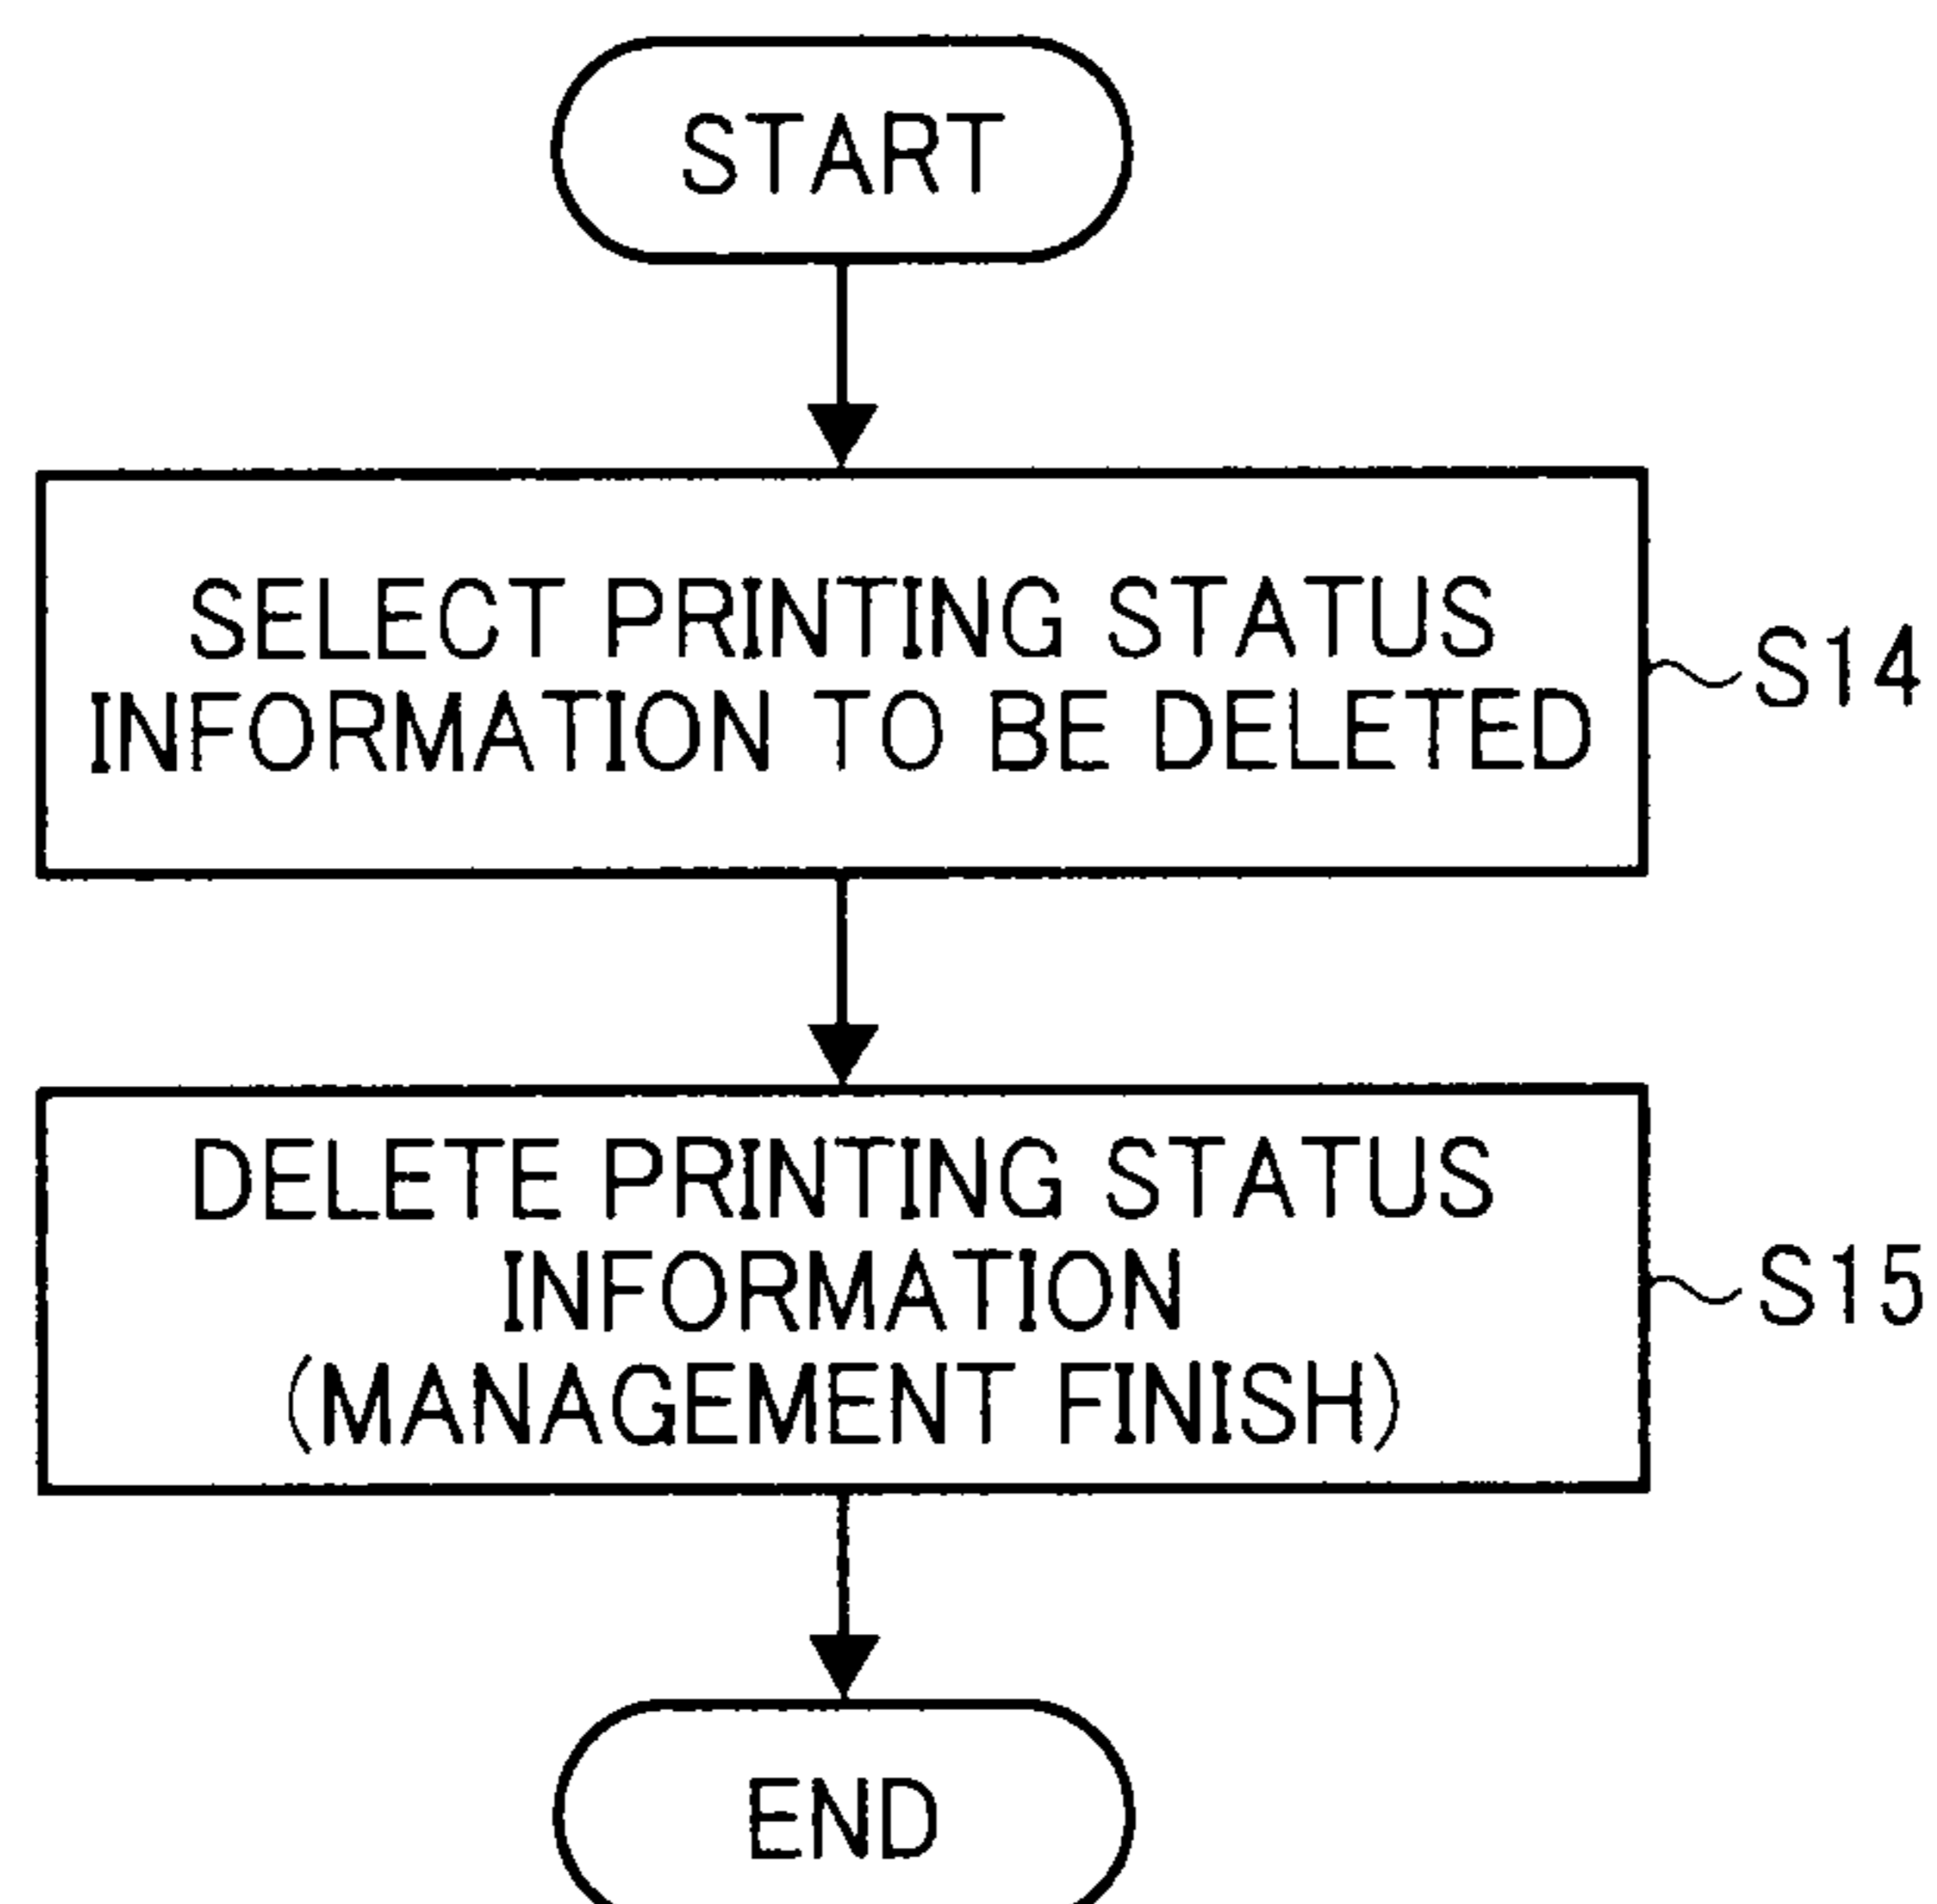 START
SELECT PRINTING STATUS
INFORMATION TO BE DELETED
S14
DELETE PRINTING STATUS
INFORMATION
(MANAGEMENT FINISH)
S15
END